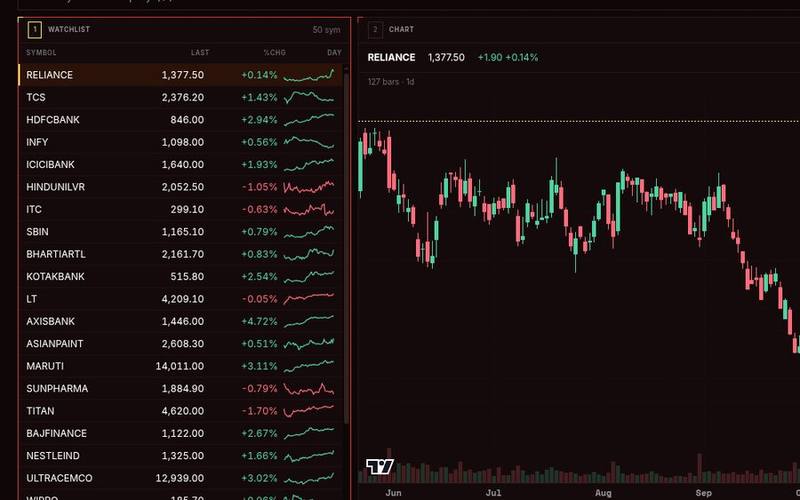 1 WATCHLIST 50 sym
SYMBOL LAST %CHG DAY
RELIANCE 1,377.50 +0.14%
TCS 2,376.20 +1.43%
HDFCBANK 846.00 +2.94%
INFY 1,098.00 +0.56%
ICICIBANK 1,640.00 +1.93%
HINDUNILVR 2,052.50 -1.05%
ITC 299.10 -0.63%
SBIN 1,165.10 +0.79%
BHARTIARTL 2,161.70 +0.83%
KOTAKBANK 515.80 +2.54%
LT 4,209.10 -0.05%
AXISBANK 1,446.00 +4.72%
ASIANPAINT 2,608.30 +0.51%
MARUTI 14,011.00 +3.11%
SUNPHARMA 1,884.90 -0.79%
TITAN 4,620.00 -1.70%
BAJFINANCE 1,122.00 +2.67%
NESTLEIND 1,325.00 +1.66%
ULTRACEMCO 12,939.00 +3.02%
2 CHART
RELIANCE 1,377.50 +1.90 +0.14%
127 bars · 1d
Jun Jul Aug Sep